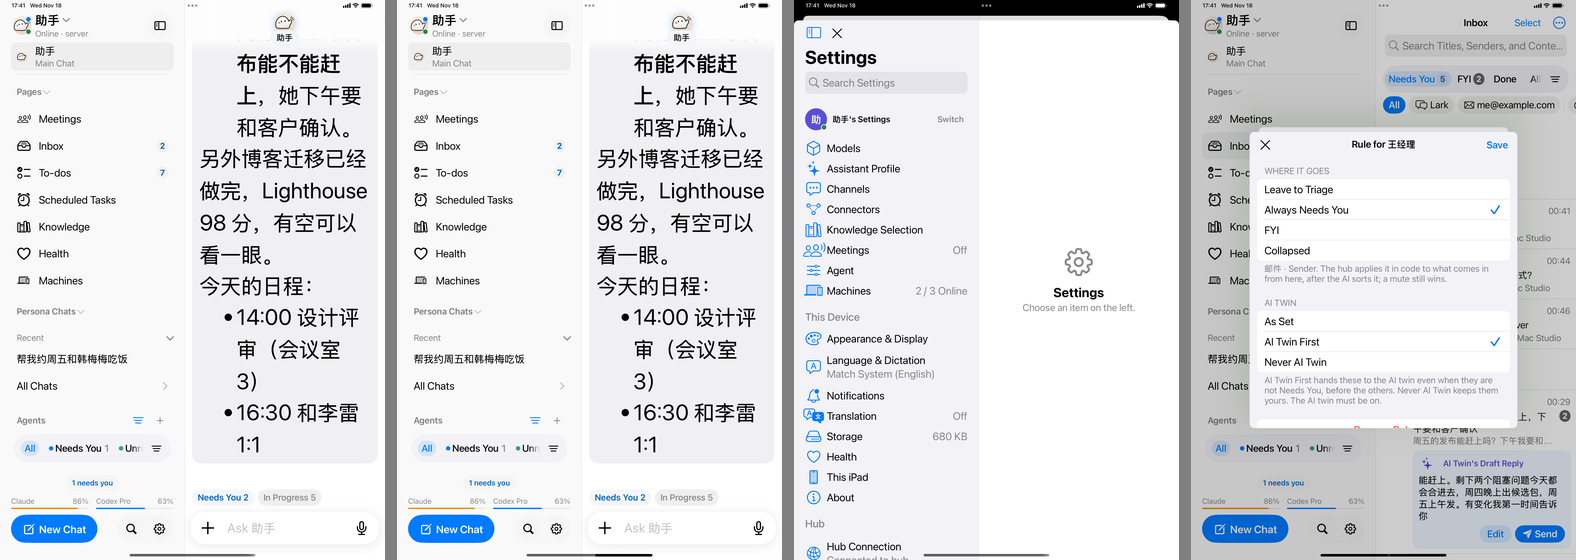 17:41 Wed Nov 18
助手
Online · server
助手
Main Chat
Pages
Meetings
Inbox 2
To-dos 7
Scheduled Tasks
Knowledge
Health
Machines
Persona Chats
Recent
帮我约周五和韩梅梅吃饭
All Chats
Agents
All Needs You 1
1 needs you
Claude 86% Codex Pro 63%
New Chat
助手
布能不能赶
上，她下午要
和客户确认。
另外博客迁移已经
做完，Lighthouse
98 分，有空可以
看一眼。
今天的日程：
•14:00 设计评
审（会议室
3）
•16:30 和李雷
1:1
Needs You 2 In Progress 5
Ask 助手
17:41 Wed Nov 18
助手
Online · server
助手
Main Chat
Pages
Meetings
Inbox 2
To-dos 7
Scheduled Tasks
Knowledge
Health
Machines
Persona Chats
Recent
帮我约周五和韩梅梅吃饭
All Chats
Agents
All Needs You 1
1 needs you
Claude 86% Codex Pro 63%
New Chat
助手
布能不能赶
上，她下午要
和客户确认。
另外博客迁移已经
做完，Lighthouse
98 分，有空可以
看一眼。
今天的日程：
•14:00 设计评
审（会议室
3）
•16:30 和李雷
1:1
Needs You 2 In Progress 5
Ask 助手
17:41 Wed Nov 18
Settings
Search Settings
助 助手's Settings Switch
Models
Assistant Profile
Channels
Connectors
Knowledge Selection
Meetings Off
Agent
Machines 2 / 3 Online
This Device
Appearance & Display
Language & Dictation
Match System (English)
Notifications
Translation Off
Storage 680 KB
Health
This iPad
About
Hub
Hub Connection
Connected to hub
Settings
Choose an item on the left.
17:41 Wed Nov 18
助手
Online · server
助手
Main Chat
Pages
Meetings
Persona Chats
Recent
All Chats
Agents
All Needs You 1
1 needs you
Claude 86% Codex Pro 63%
New Chat
Inbox Select
Search Titles, Senders, and Conte...
Needs You 5 FYI 2 Done
All Lark me@example.com
00:41
00:44
00:46
00:29
2
周五的发布能赶上吗？下午我要和...
AI Twin's Draft Reply
能赶上。剩下两个阻塞问题今天都
会合进去，周四晚上出候选包，周
五上午发。有变化我第一时间告诉
你
Edit Send
Rule for 王经理 Save
WHERE IT GOES
Leave to Triage
Always Needs You
FYI
Collapsed
邮件 · Sender. The hub applies it in code to what comes in
from here, after the AI sorts it; a mute still wins.
AI TWIN
As Set
AI Twin First
Never AI Twin
AI Twin First hands these to the AI twin even when they are
not Needs You, before the others. Never AI Twin keeps them
yours. The AI twin must be on.